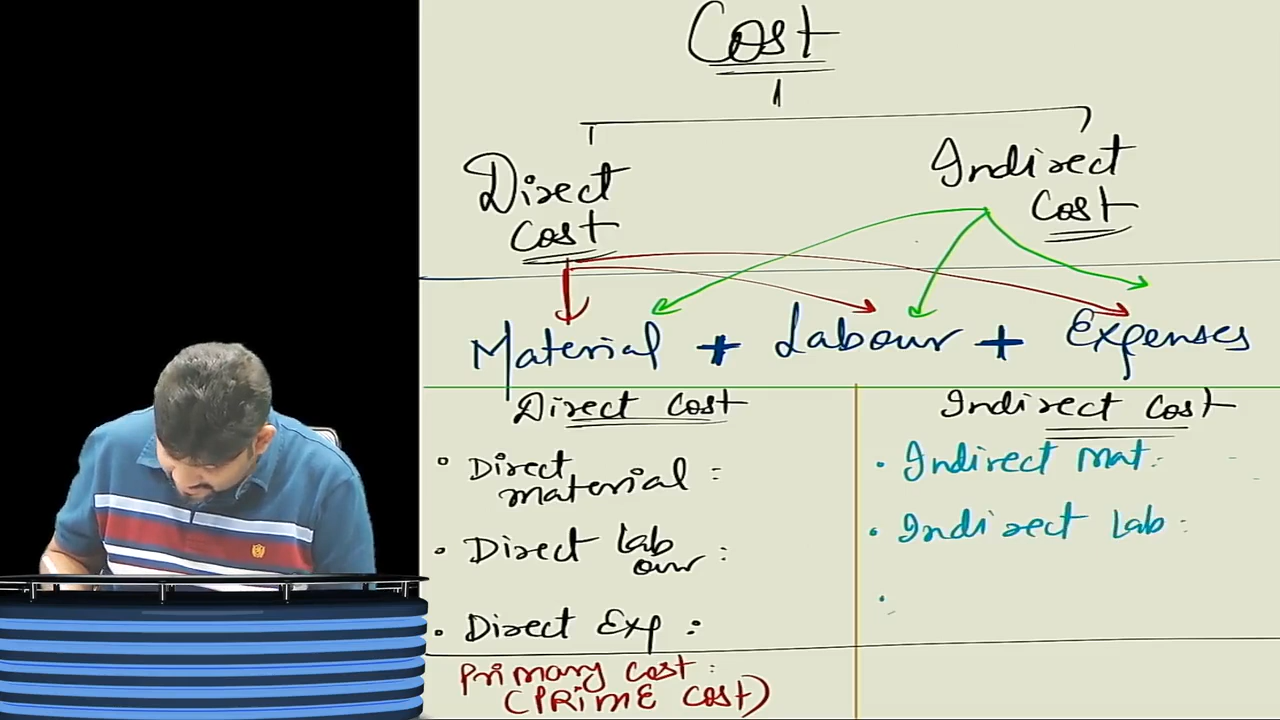 Cost
Direct
Cost
Indirect
Cost
Material + Labour + Expenses
Direct Cost
Indirect Cost
• Direct
material :
• Indirect Mat :
• Direct Lab
our :
• Indirect Lab :
• Direct Exp :
•
Primary Cost :
(PRIME COST)